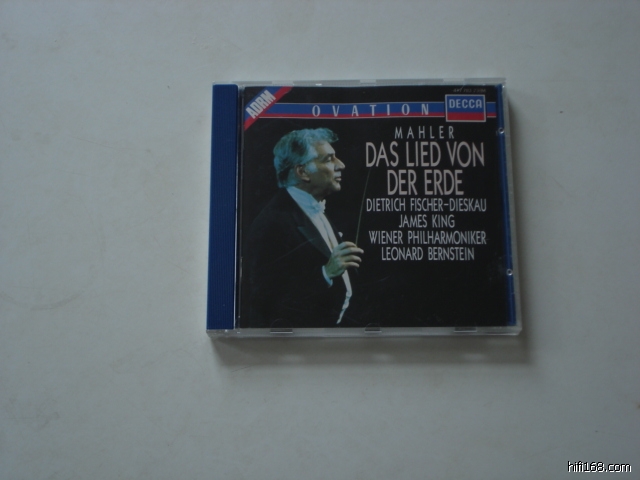 ADRM
OVATION
DECCA
MAHLER
DAS LIED VON
DER ERDE
DIETRICH FISCHER-DIESKAU
JAMES KING
WIENER PHILHARMONIKER
LEONARD BERNSTEIN
hifi168.com